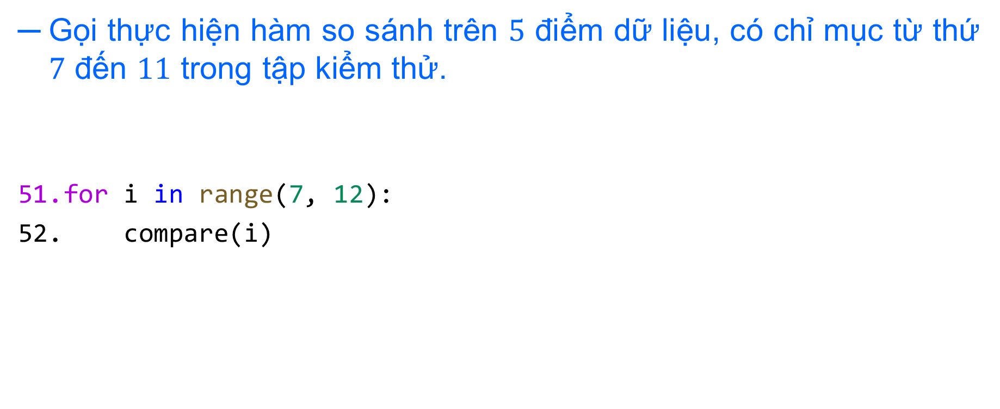 — Gọi thực hiện hàm so sánh trên 5 điểm dữ liệu, có chỉ mục từ thứ
7 đến 11 trong tập kiểm thử.
51.for i in range(7, 12):
52.    compare(i)